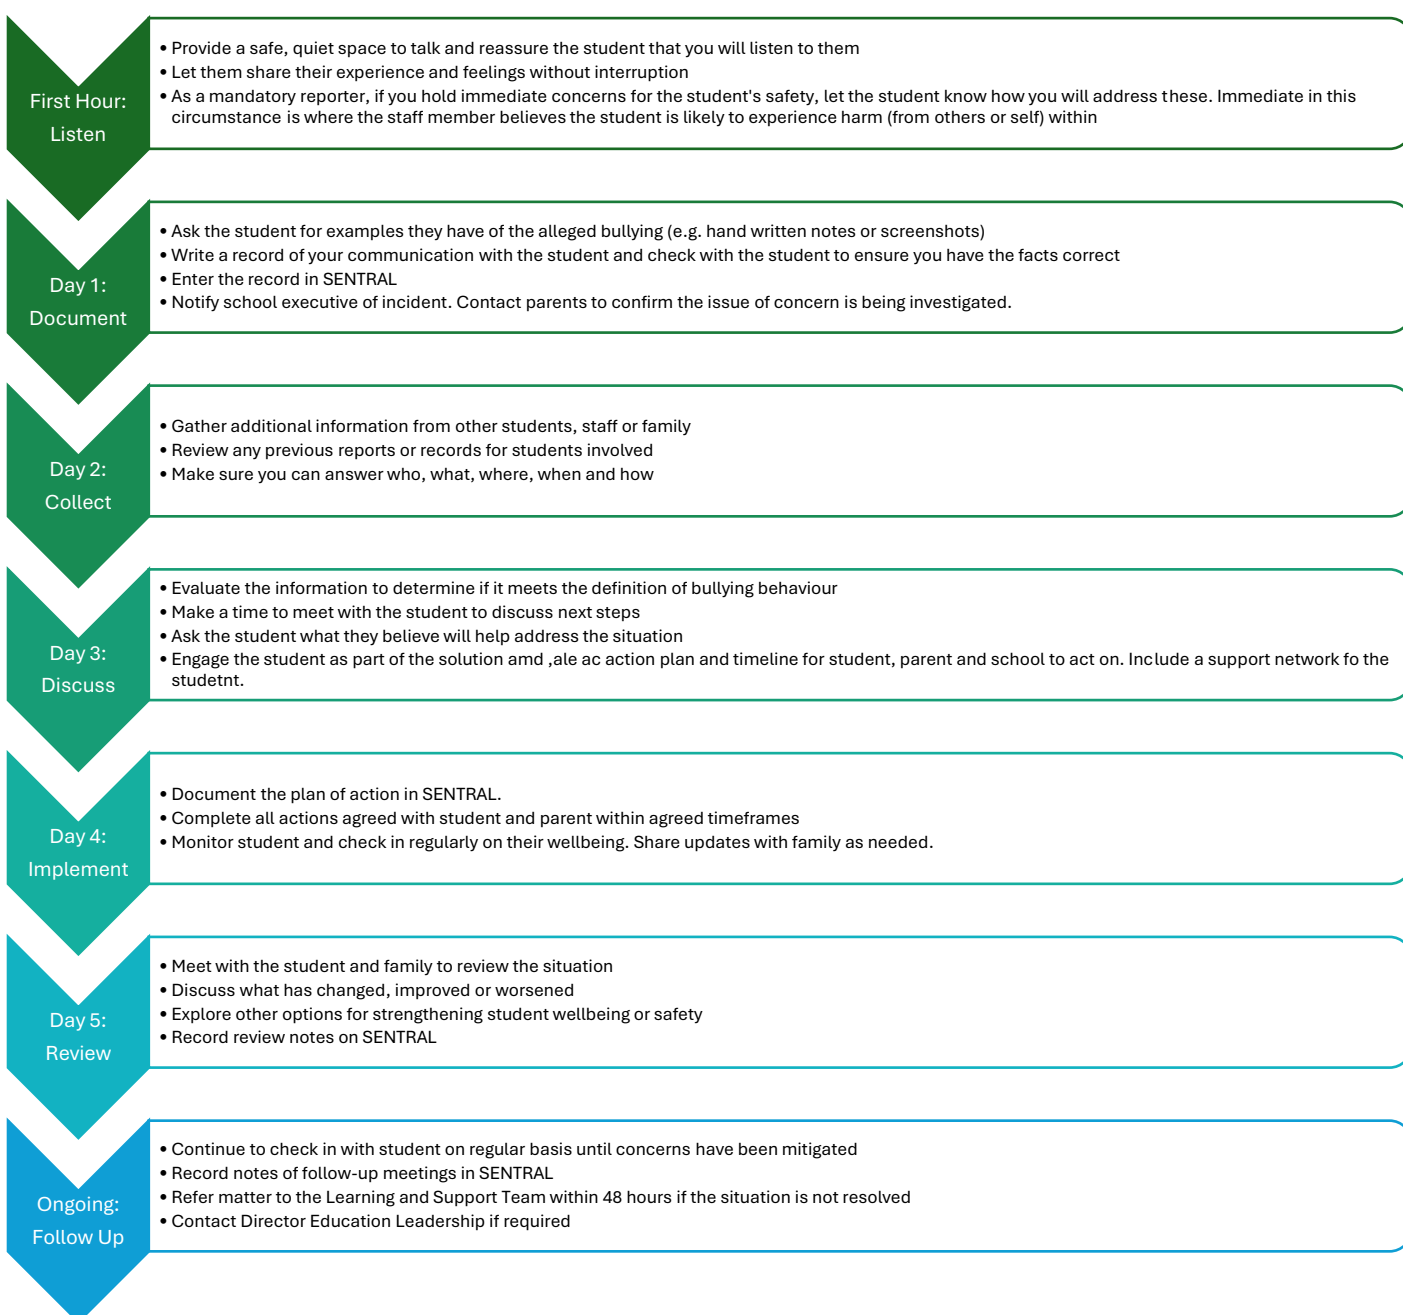 First Hour:
Listen
• Provide a safe, quiet space to talk and reassure the student that you will listen to them
• Let them share their experience and feelings without interruption
• As a mandatory reporter, if you hold immediate concerns for the student's safety, let the student know how you will address these. Immediate in this
circumstance is where the staff member believes the student is likely to experience harm (from others or self) within
Day 1:
Document
• Ask the student for examples they have of the alleged bullying (e.g. hand written notes or screenshots)
• Write a record of your communication with the student and check with the student to ensure you have the facts correct
• Enter the record in SENTRAL
• Notify school executive of incident. Contact parents to confirm the issue of concern is being investigated.
Day 2:
Collect
• Gather additional information from other students, staff or family
• Review any previous reports or records for students involved
• Make sure you can answer who, what, where, when and how
Day 3:
Discuss
• Evaluate the information to determine if it meets the definition of bullying behaviour
• Make a time to meet with the student to discuss next steps
• Ask the student what they believe will help address the situation
• Engage the student as part of the solution amd ,ale ac action plan and timeline for student, parent and school to act on. Include a support network fo the
studetnt.
Day 4:
Implement
• Document the plan of action in SENTRAL.
• Complete all actions agreed with student and parent within agreed timeframes
• Monitor student and check in regularly on their wellbeing. Share updates with family as needed.
Day 5:
Review
• Meet with the student and family to review the situation
• Discuss what has changed, improved or worsened
• Explore other options for strengthening student wellbeing or safety
• Record review notes on SENTRAL
Ongoing:
Follow Up
• Continue to check in with student on regular basis until concerns have been mitigated
• Record notes of follow-up meetings in SENTRAL
• Refer matter to the Learning and Support Team within 48 hours if the situation is not resolved
• Contact Director Education Leadership if required